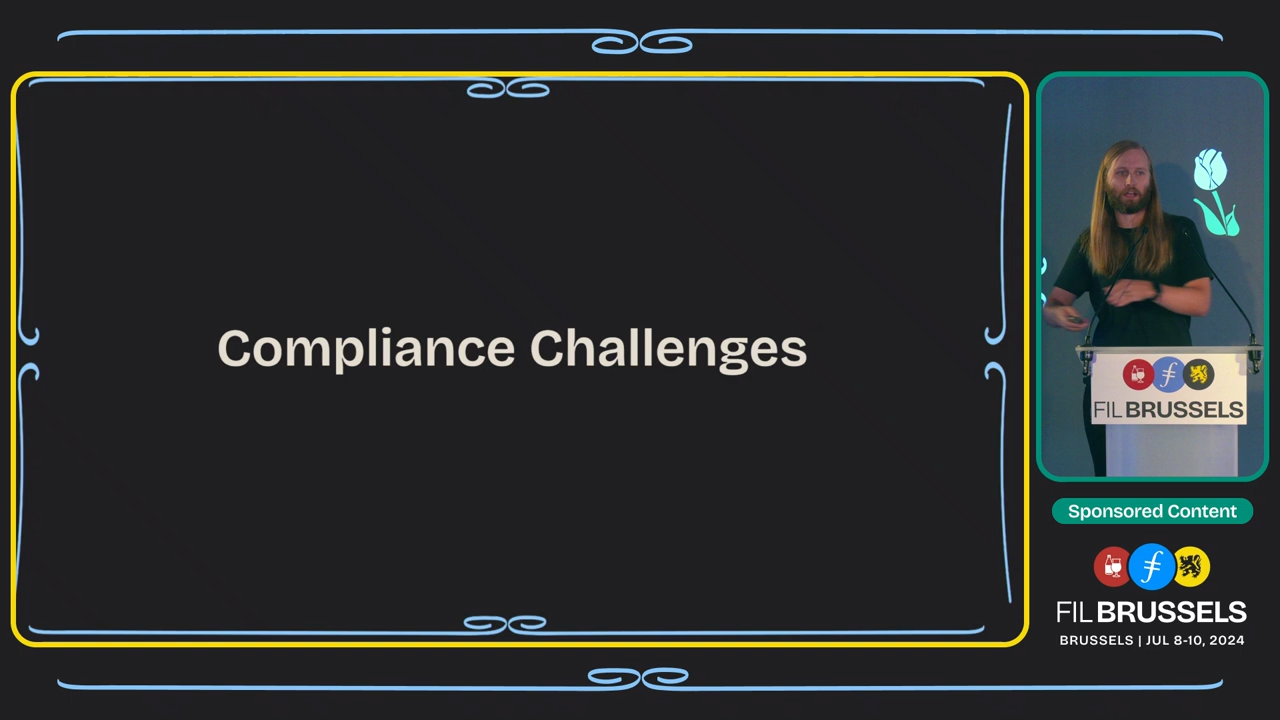 Compliance Challenges
FIL BRUSSELS
Sponsored Content
FIL BRUSSELS
BRUSSELS | JUL 8-10, 2024